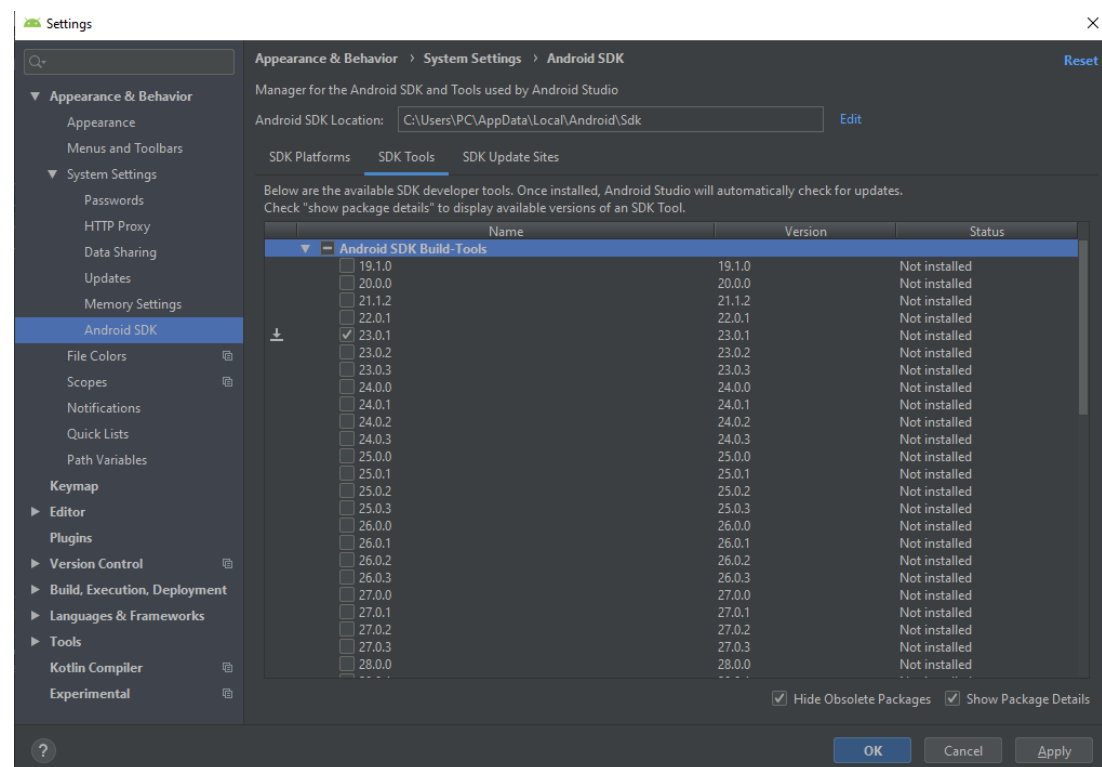 Settings
Appearance & Behavior
Appearance
Menus and Toolbars
System Settings
Passwords
HTTP Proxy
Data Sharing
Updates
Memory Settings
Android SDK
File Colors
Scopes
Notifications
Quick Lists
Path Variables
Keymap
Editor
Plugins
Version Control
Build, Execution, Deployment
Languages & Frameworks
Tools
Kotlin Compiler
Experimental
Appearance & Behavior › System Settings › Android SDK
Reset
Manager for the Android SDK and Tools used by Android Studio
Android SDK Location: C:\Users\PC\AppData\Local\Android\Sdk Edit
SDK Platforms SDK Tools SDK Update Sites
Below are the available SDK developer tools. Once installed, Android Studio will automatically check for updates.
Check "show package details" to display available versions of an SDK Tool.
Name Version Status
Android SDK Build-Tools
19.1.0 19.1.0 Not installed
20.0.0 20.0.0 Not installed
21.1.2 21.1.2 Not installed
22.0.1 22.0.1 Not installed
23.0.1 23.0.1 Not installed
23.0.2 23.0.2 Not installed
23.0.3 23.0.3 Not installed
24.0.0 24.0.0 Not installed
24.0.1 24.0.1 Not installed
24.0.2 24.0.2 Not installed
24.0.3 24.0.3 Not installed
25.0.0 25.0.0 Not installed
25.0.1 25.0.1 Not installed
25.0.2 25.0.2 Not installed
25.0.3 25.0.3 Not installed
26.0.0 26.0.0 Not installed
26.0.1 26.0.1 Not installed
26.0.2 26.0.2 Not installed
26.0.3 26.0.3 Not installed
27.0.0 27.0.0 Not installed
27.0.1 27.0.1 Not installed
27.0.2 27.0.2 Not installed
27.0.3 27.0.3 Not installed
28.0.0 28.0.0 Not installed
Hide Obsolete Packages Show Package Details
?
OK Cancel Apply